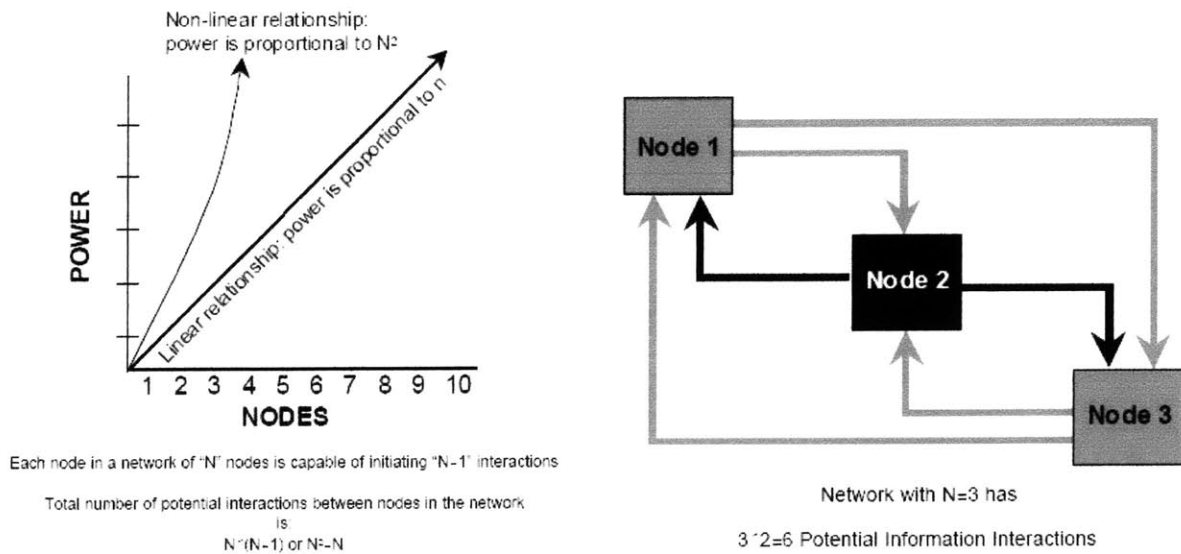 Non-linear relationship:
power is proportional to N²
Linear relationship: power is proportional to n
POWER
1 2 3 4 5 6 7 8 9 10
NODES
Each node in a network of "N" nodes is capable of initiating "N-1" interactions
Total number of potential interactions between nodes in the network
is:
N*(N-1) or N²-N
Node 1
Node 2
Node 3
Network with N=3 has
3*2=6 Potential Information Interactions